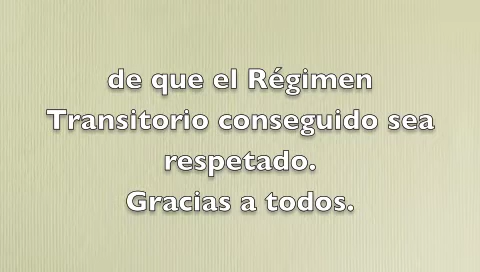 de que el Régimen
Transitorio conseguido sea
respetado.
Gracias a todos.